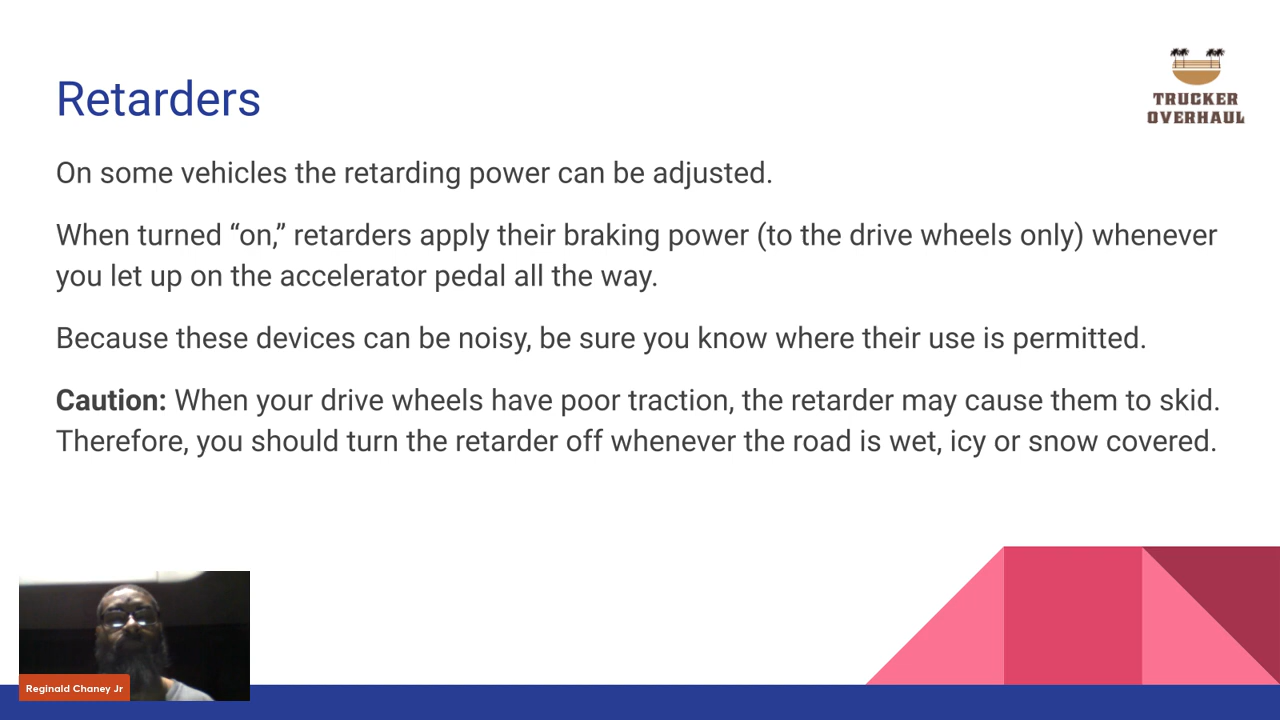 Retarders
TRUCKER
OVERHAUL
On some vehicles the retarding power can be adjusted.
When turned “on,” retarders apply their braking power (to the drive wheels only) whenever
you let up on the accelerator pedal all the way.
Because these devices can be noisy, be sure you know where their use is permitted.
Caution: When your drive wheels have poor traction, the retarder may cause them to skid.
Therefore, you should turn the retarder off whenever the road is wet, icy or snow covered.
Reginald Chaney Jr